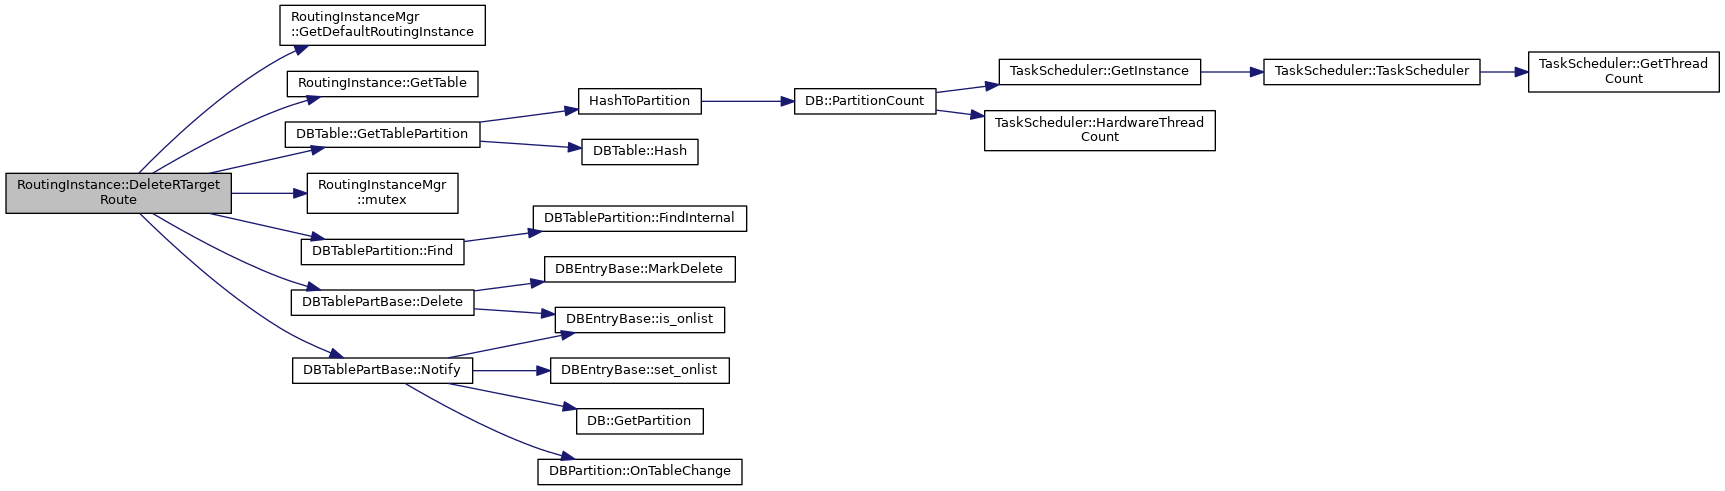 RoutingInstance::DeleteRTarget
Route
RoutingInstanceMgr
::GetDefaultRoutingInstance
RoutingInstance::GetTable
DBTable::GetTablePartition
RoutingInstanceMgr
::mutex
DBTablePartition::Find
DBTablePartBase::Delete
DBTablePartBase::Notify
HashToPartition
DBTable::Hash
DBTablePartition::FindInternal
DBEntryBase::MarkDelete
DBEntryBase::is_onlist
DBEntryBase::set_onlist
DB::GetPartition
DBPartition::OnTableChange
DB::PartitionCount
TaskScheduler::GetInstance
TaskScheduler::HardwareThread
Count
TaskScheduler::TaskScheduler
TaskScheduler::GetThread
Count